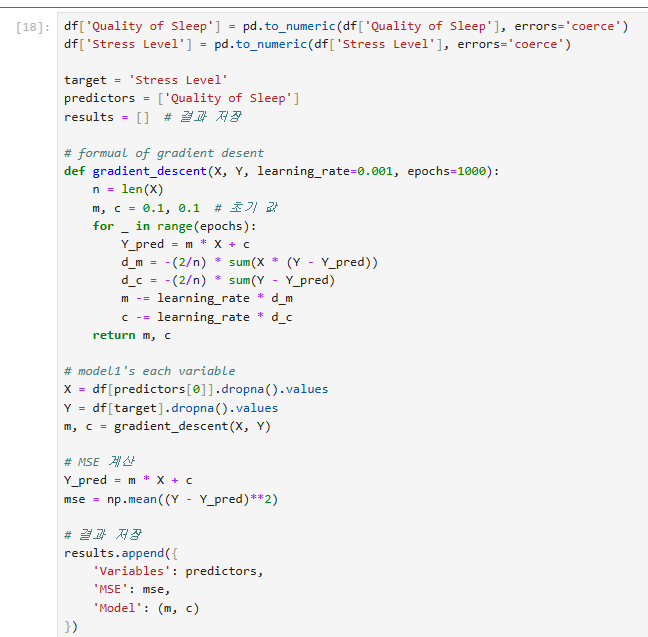 [18]: df['Quality of Sleep'] = pd.to_numeric(df['Quality of Sleep'], errors='coerce')
df['Stress Level'] = pd.to_numeric(df['Stress Level'], errors='coerce')

target = 'Stress Level'
predictors = ['Quality of Sleep']
results = []  # 결과 저장

# formual of gradient desent
def gradient_descent(X, Y, learning_rate=0.001, epochs=1000):
    n = len(X)
    m, c = 0.1, 0.1  # 초기 값
    for _ in range(epochs):
        Y_pred = m * X + c
        d_m = -(2/n) * sum(X * (Y - Y_pred))
        d_c = -(2/n) * sum(Y - Y_pred)
        m -= learning_rate * d_m
        c -= learning_rate * d_c
    return m, c

# model1's each variable
X = df[predictors[0]].dropna().values
Y = df[target].dropna().values
m, c = gradient_descent(X, Y)

# MSE 계산
Y_pred = m * X + c
mse = np.mean((Y - Y_pred)**2)

# 결과 저장
results.append({
    'Variables': predictors,
    'MSE': mse,
    'Model': (m, c)
})